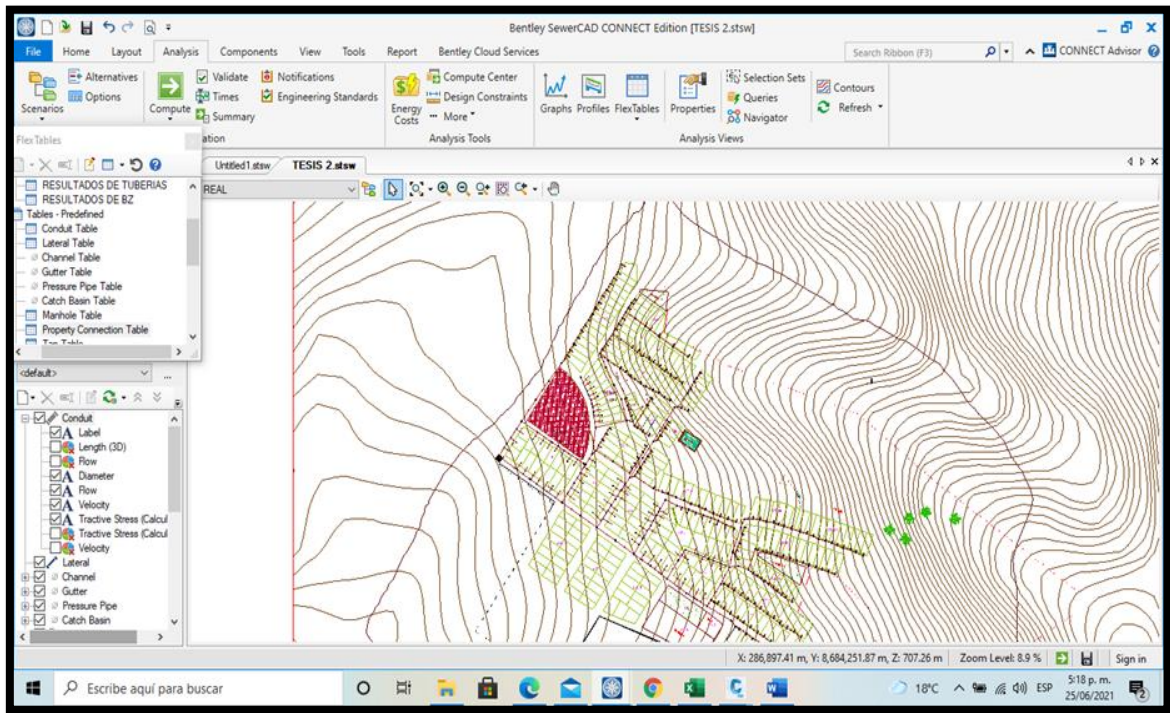 Bentley SewerCAD CONNECT Edition [TESIS 2.stsw]
File Home Layout Analysis Components View Tools Report Bentley Cloud Services
Search Ribbon (F3)
CONNECT Advisor
Scenarios
Alternatives
Options
Compute
Validate
Times
Summary
Notifications
Engineering Standards
Energy Costs
Compute Center
Design Constraints
More
Analysis Tools
Graphs Profiles FlexTables Properties
Selection Sets
Queries
Navigator
Contours
Refresh
Analysis Views
FlexTables
RESULTADOS DE TUBERIAS
RESULTADOS DE BZ
Tables - Predefined
Conduit Table
Lateral Table
Channel Table
Gutter Table
Pressure Pipe Table
Catch Basin Table
Manhole Table
Property Connection Table
Untitled1.stsw
TESIS 2.stsw
REAL
<default>
Conduit
Label
Length (3D)
Flow
Diameter
Flow
Velocity
Tractive Stress (Calcul
Tractive Stress (Calcul
Velocity
Lateral
Channel
Gutter
Pressure Pipe
Catch Basin
X: 286,897.41 m, Y: 8,684,251.87 m, Z: 707.26 m
Zoom Level: 8.9 %
Sign in
Escribe aquí para buscar
18°C
ESP
5:18 p. m.
25/06/2021